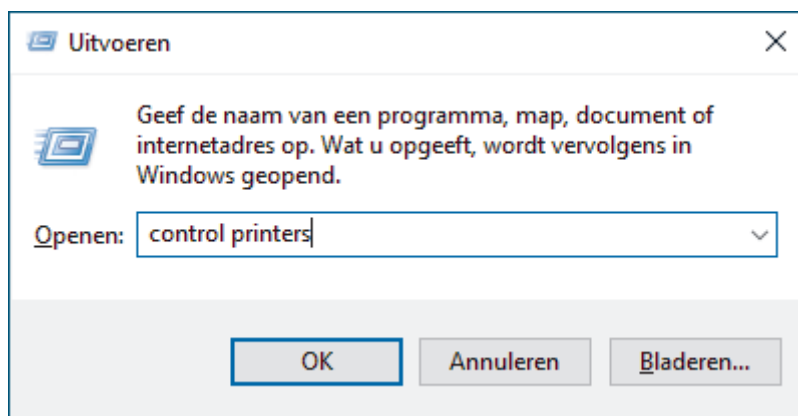 Uitvoeren
Geef de naam van een programma, map, document of
internetadres op. Wat u opgeeft, wordt vervolgens in
Windows geopend.
Openen: control printers
OK Annuleren Bladeren...